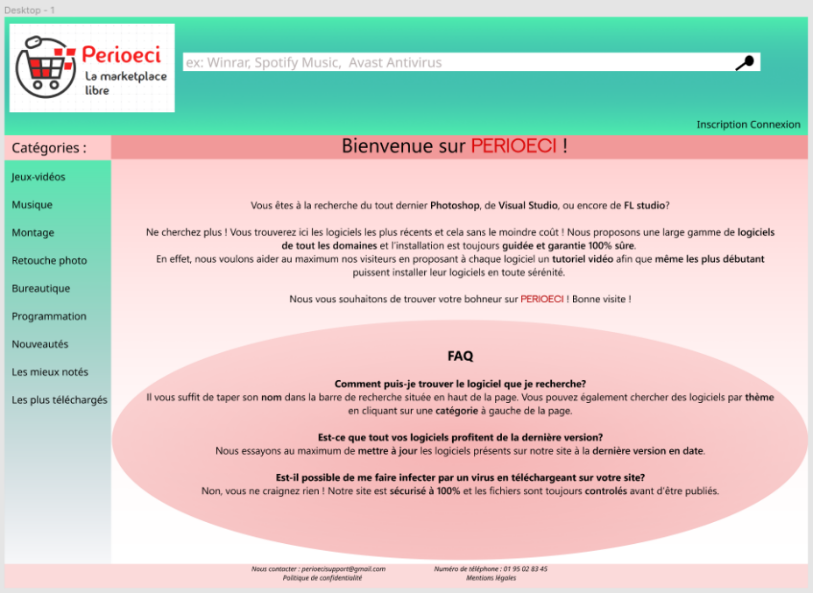 Desktop - 1
Perioeci
La marketplace
libre
ex: Winrar, Spotify Music, Avast Antivirus
Inscription Connexion
Catégories :
Bienvenue sur PERIOECI !
Jeux-vidéos
Musique
Montage
Retouche photo
Bureautique
Programmation
Nouveautés
Les mieux notés
Les plus téléchargés
Vous êtes à la recherche du tout dernier Photoshop, de Visual Studio, ou encore de FL studio?
Ne cherchez plus ! Vous trouverez ici les logiciels les plus récents et cela sans le moindre coût ! Nous proposons une large gamme de logiciels
de tout les domaines et l'installation est toujours guidée et garantie 100% sûre.
En effet, nous voulons aider au maximum nos visiteurs en proposant à chaque logiciel un tutoriel vidéo afin que même les plus débutant
puissent installer leur logiciels en toute sérénité.
Nous vous souhaitons de trouver votre bohneur sur PERIOECI ! Bonne visite !
FAQ
Comment puis-je trouver le logiciel que je recherche?
Il vous suffit de taper son nom dans la barre de recherche située en haut de la page. Vous pouvez également chercher des logiciels par thème
en cliquant sur une catégorie à gauche de la page.
Est-ce que tout vos logiciels profitent de la dernière version?
Nous essayons au maximum de mettre à jour les logiciels présents sur notre site à la dernière version en date.
Est-il possible de me faire infecter par un virus en téléchargeant sur votre site?
Non, vous ne craignez rien ! Notre site est sécurisé à 100% et les fichiers sont toujours controlés avant d'être publiés.
Nous contacter : perioecisupport@gmail.com
Numéro de téléphone : 01 95 02 83 45
Politique de confidentialité
Mentions légales